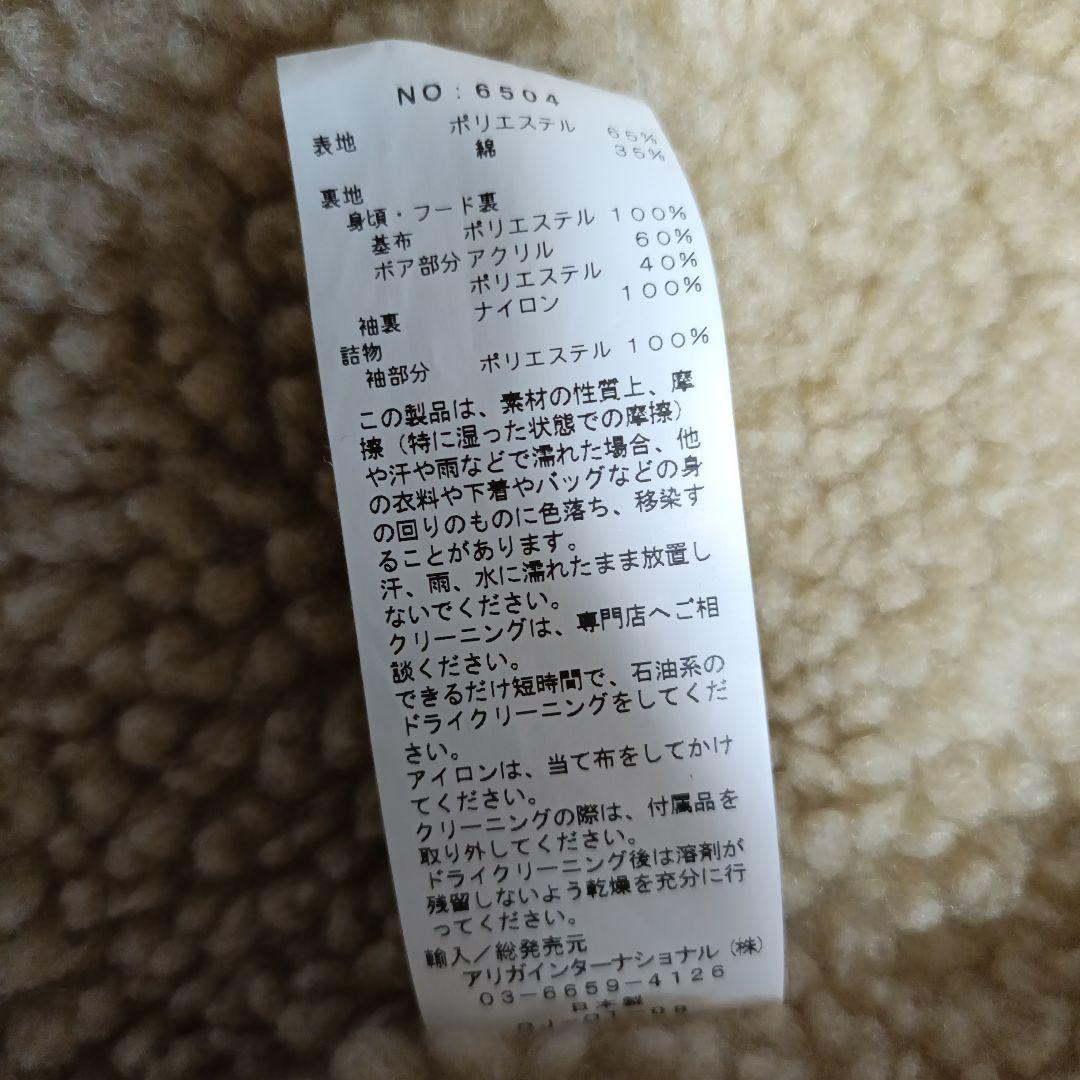 NO:6504
表地 ポリエステル 65%
綿 35%
裏地
身頃・フード裏
基布 ポリエステル 100%
ボア部分 アクリル 60%
ポリエステル 40%
袖裏 ナイロン 100%
詰物
袖部分 ポリエステル 100%
この製品は、素材の性質上、摩
擦（特に湿った状態での摩擦）
や汗や雨などで濡れた場合、他
の衣料や下着やバッグなどの身
の回りのものに色落ち、移染す
ることがあります。
汗、雨、水に濡れたまま放置し
ないでください。
クリーニングは、専門店へご相
談ください。
できるだけ短時間で、石油系の
ドライクリーニングをしてくだ
さい。
アイロンは、当て布をしてかけ
てください。
クリーニングの際は、付属品を
取り外してください。
ドライクリーニング後は溶剤が
残留しないよう乾燥を充分に行
ってください。
輸入／総発売元
アリガインターナショナル（株）
03-6659-4126
日本製